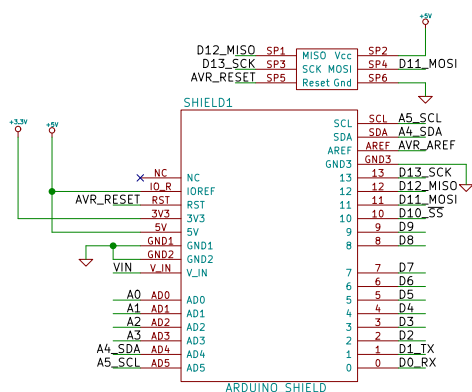 +5V
D12_MISO SP1 MISO Vcc SP2
D13_SCK SP3 SCK MOSI SP4 D11_MOSI
AVR_RESET SP5 Reset Gnd SP6
SHIELD1
+3.3V +5V
SCL SCL A5_SCL
SDA SDA A4_SDA
AREF AREF AVR_AREF
GND3 GND3
NC NC 13 13 D13_SCK
IO_R IOREF 12 12 D12_MISO
AVR_RESET RST RST 11 11 D11_MOSI
3V3 3V3 10 10 D10_SS
5V 5V 9 9 D9
GND1 GND1 8 8 D8
GND2 GND2
VIN V_IN V_IN 7 7 D7
6 6 D6
A0 AD0 AD0 5 5 D5
A1 AD1 AD1 4 4 D4
A2 AD2 AD2 3 3 D3
A3 AD3 AD3 2 2 D2
A4_SDA AD4 AD4 1 1 D1_TX
A5_SCL AD5 AD5 0 0 D0_RX
ARDUINO SHIELD